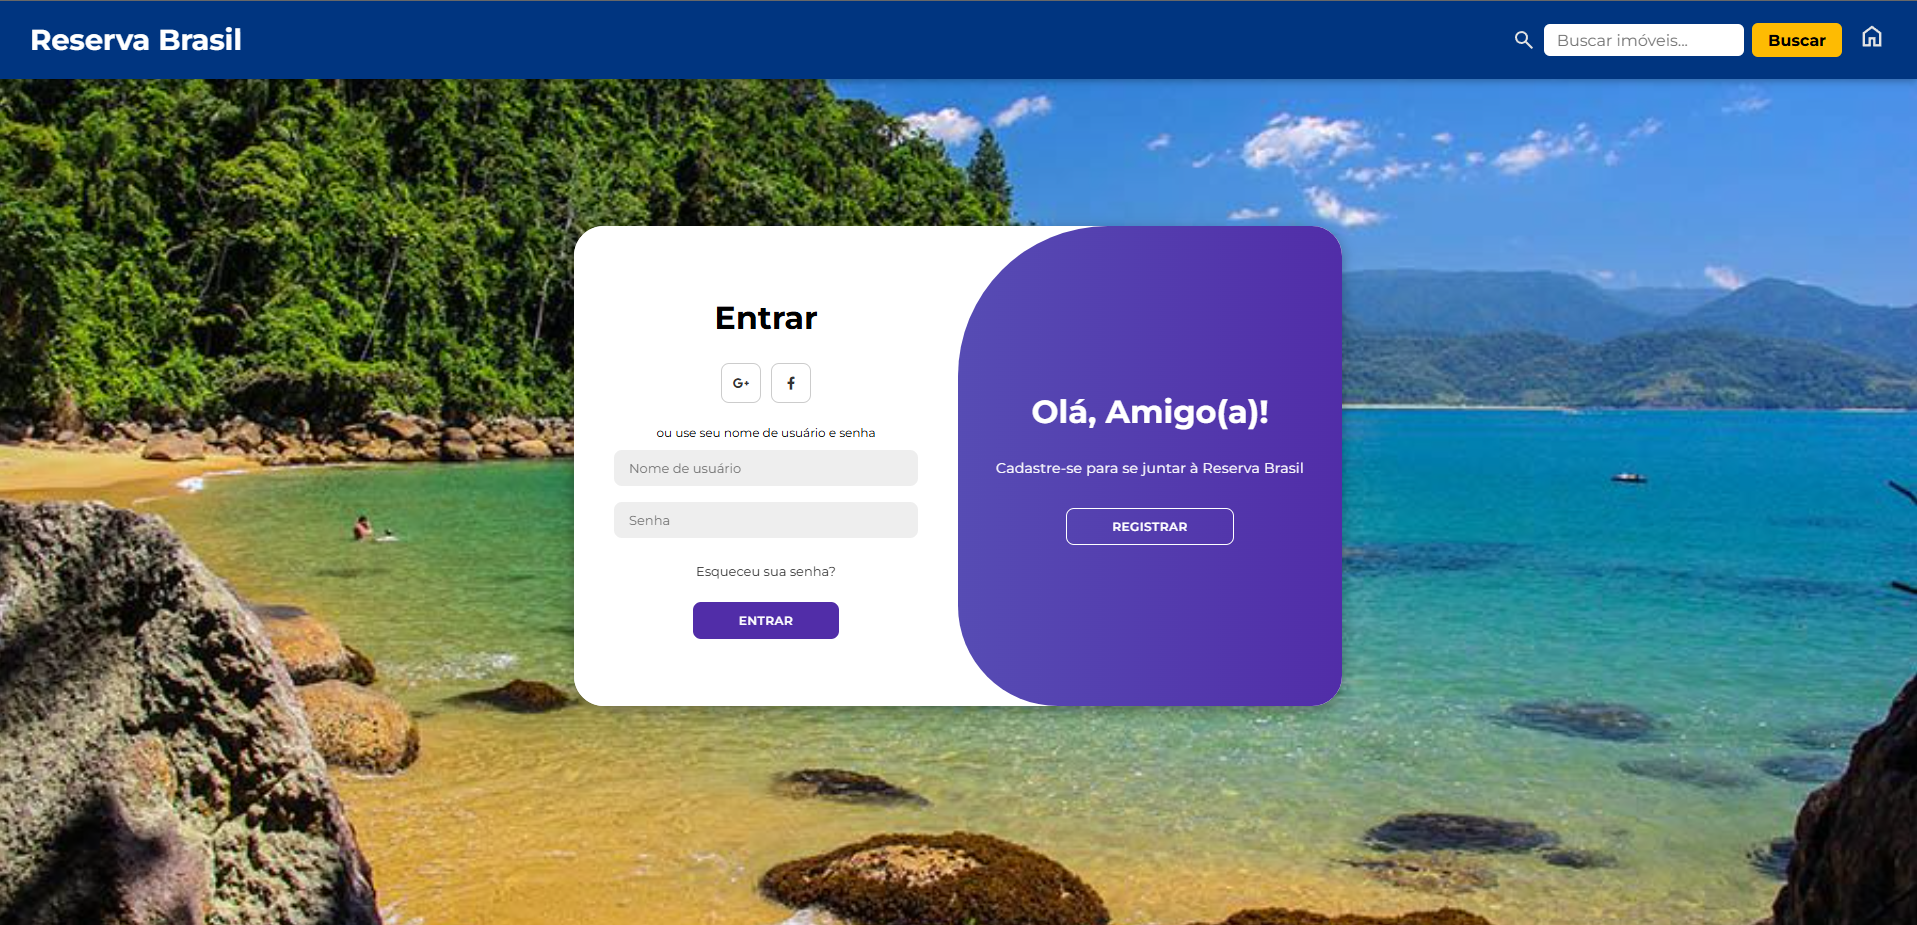 Reserva Brasil
Buscar imóveis...
Buscar
Entrar
G+ f
ou use seu nome de usuário e senha
Nome de usuário
Senha
Esqueceu sua senha?
ENTRAR
Olá, Amigo(a)!
Cadastre-se para se juntar à Reserva Brasil
REGISTRAR